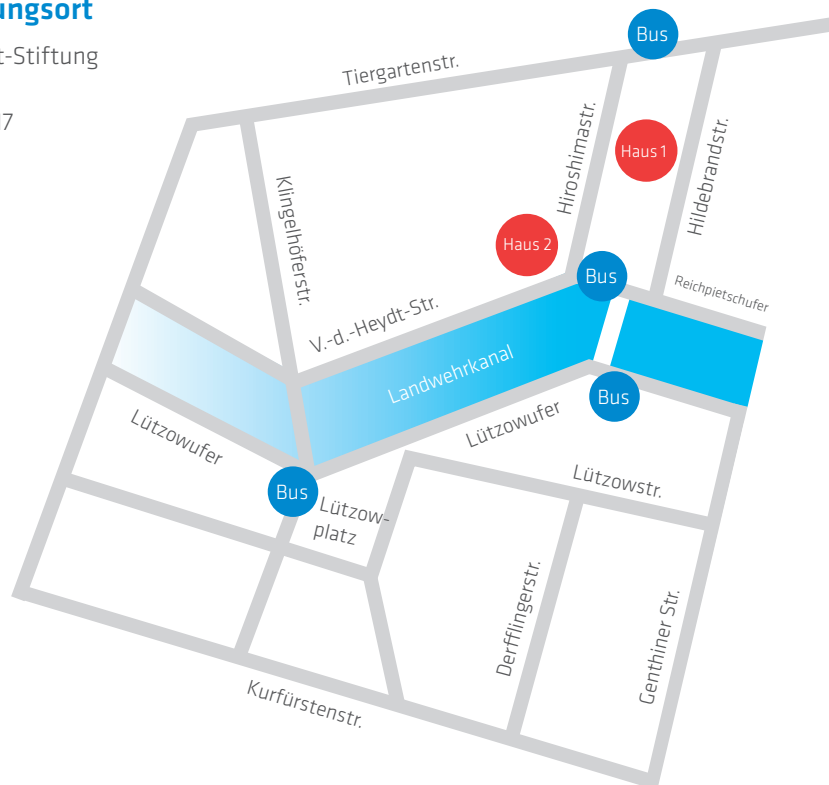 ungsort
t-Stiftung
17
Bus
Tiergartenstr.
Hiroshimastr.
Haus 1
Hildebrandstr.
Klingelhöferstr.
Haus 2
Bus
Reichpietschufer
V.-d.-Heydt-Str.
Landwehrkanal
Bus
Lützowufer
Lützowufer
Lützowstr.
Bus
Lützow-
platz
Derfflingerstr.
Genthiner Str.
Kurfürstenstr.